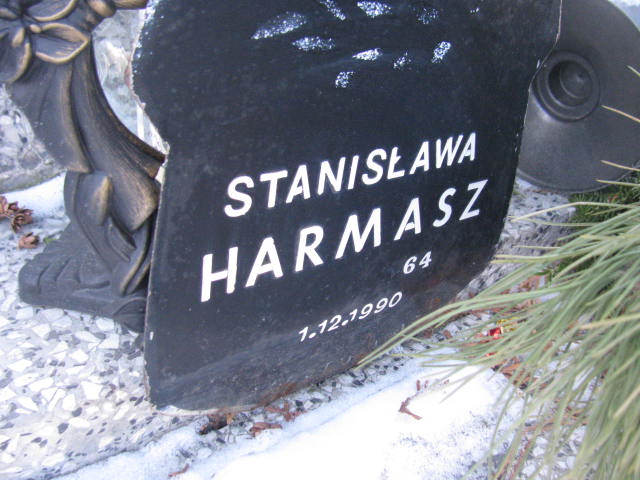 STANISŁAWA
HARMASZ
64
1.12.1990